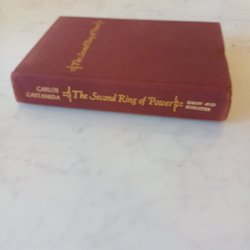 The Second Ring of Power
CARLOS
CASTANEDA
The Second Ring of Power
SIMON AND
SCHUSTER